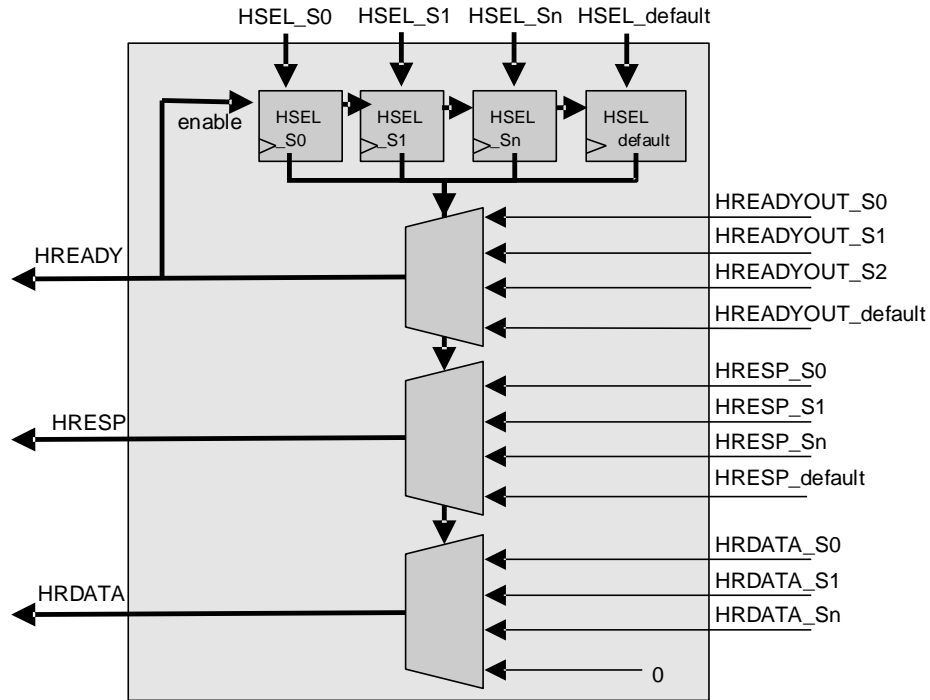 HSEL_S0
HSEL_S1
HSEL_Sn
HSEL_default
enable
HSEL
_S0
HSEL
_S1
HSEL
_Sn
HSEL
default
HREADYOUT_S0
HREADYOUT_S1
HREADY
HREADYOUT_S2
HREADYOUT_default
HRESP_S0
HRESP_S1
HRESP
HRESP_Sn
HRESP_default
HRDATA_S0
HRDATA_S1
HRDATA
HRDATA_Sn
0